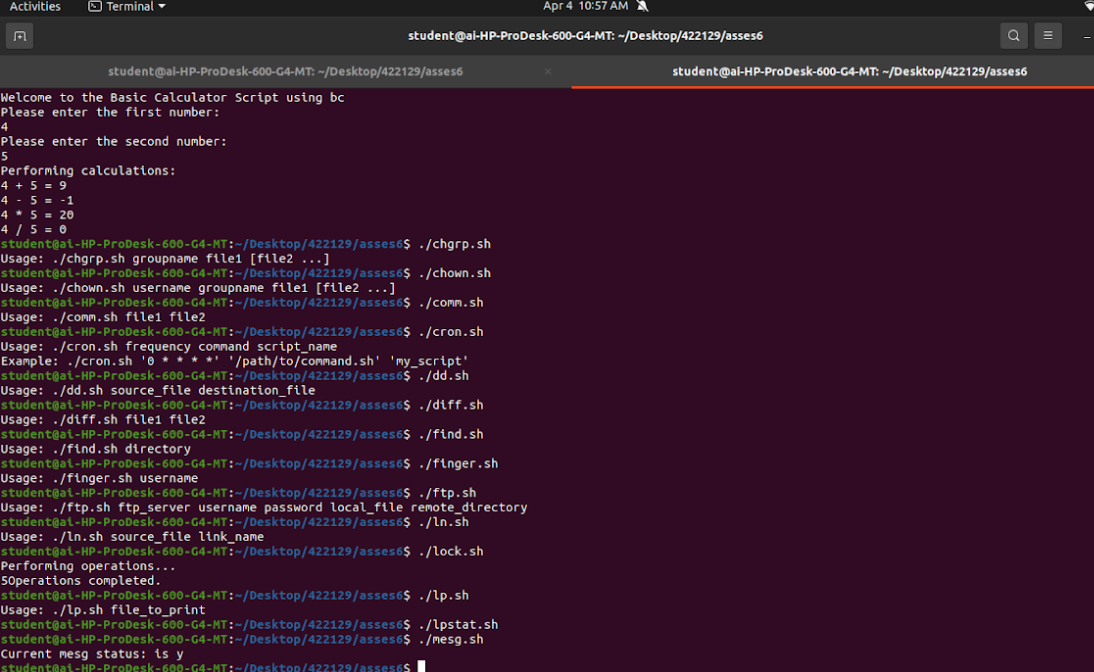 Activities Terminal Apr 4 10:57 AM
student@ai-HP-ProDesk-600-G4-MT: ~/Desktop/422129/asses6
student@ai-HP-ProDesk-600-G4-MT: ~/Desktop/422129/asses6 × student@ai-HP-ProDesk-600-G4-MT: ~/Desktop/422129/asses6
Welcome to the Basic Calculator Script using bc
Please enter the first number:
4
Please enter the second number:
5
Performing calculations:
4 + 5 = 9
4 - 5 = -1
4 * 5 = 20
4 / 5 = 0
student@ai-HP-ProDesk-600-G4-MT:~/Desktop/422129/asses6$ ./chgrp.sh
Usage: ./chgrp.sh groupname file1 [file2 ...]
student@ai-HP-ProDesk-600-G4-MT:~/Desktop/422129/asses6$ ./chown.sh
Usage: ./chown.sh username groupname file1 [file2 ...]
student@ai-HP-ProDesk-600-G4-MT:~/Desktop/422129/asses6$ ./comm.sh
Usage: ./comm.sh file1 file2
student@ai-HP-ProDesk-600-G4-MT:~/Desktop/422129/asses6$ ./cron.sh
Usage: ./cron.sh frequency command script_name
Example: ./cron.sh '0 * * * *' '/path/to/command.sh' 'my_script'
student@ai-HP-ProDesk-600-G4-MT:~/Desktop/422129/asses6$ ./dd.sh
Usage: ./dd.sh source_file destination_file
student@ai-HP-ProDesk-600-G4-MT:~/Desktop/422129/asses6$ ./diff.sh
Usage: ./diff.sh file1 file2
student@ai-HP-ProDesk-600-G4-MT:~/Desktop/422129/asses6$ ./find.sh
Usage: ./find.sh directory
student@ai-HP-ProDesk-600-G4-MT:~/Desktop/422129/asses6$ ./finger.sh
Usage: ./finger.sh username
student@ai-HP-ProDesk-600-G4-MT:~/Desktop/422129/asses6$ ./ftp.sh
Usage: ./ftp.sh ftp_server username password local_file remote_directory
student@ai-HP-ProDesk-600-G4-MT:~/Desktop/422129/asses6$ ./ln.sh
Usage: ./ln.sh source_file link_name
student@ai-HP-ProDesk-600-G4-MT:~/Desktop/422129/asses6$ ./lock.sh
Performing operations...
5Operations completed.
student@ai-HP-ProDesk-600-G4-MT:~/Desktop/422129/asses6$ ./lp.sh
Usage: ./lp.sh file_to_print
student@ai-HP-ProDesk-600-G4-MT:~/Desktop/422129/asses6$ ./lpstat.sh
student@ai-HP-ProDesk-600-G4-MT:~/Desktop/422129/asses6$ ./mesg.sh
Current mesg status: is y
student@ai-HP-ProDesk-600-G4-MT:~/Desktop/422129/asses6$